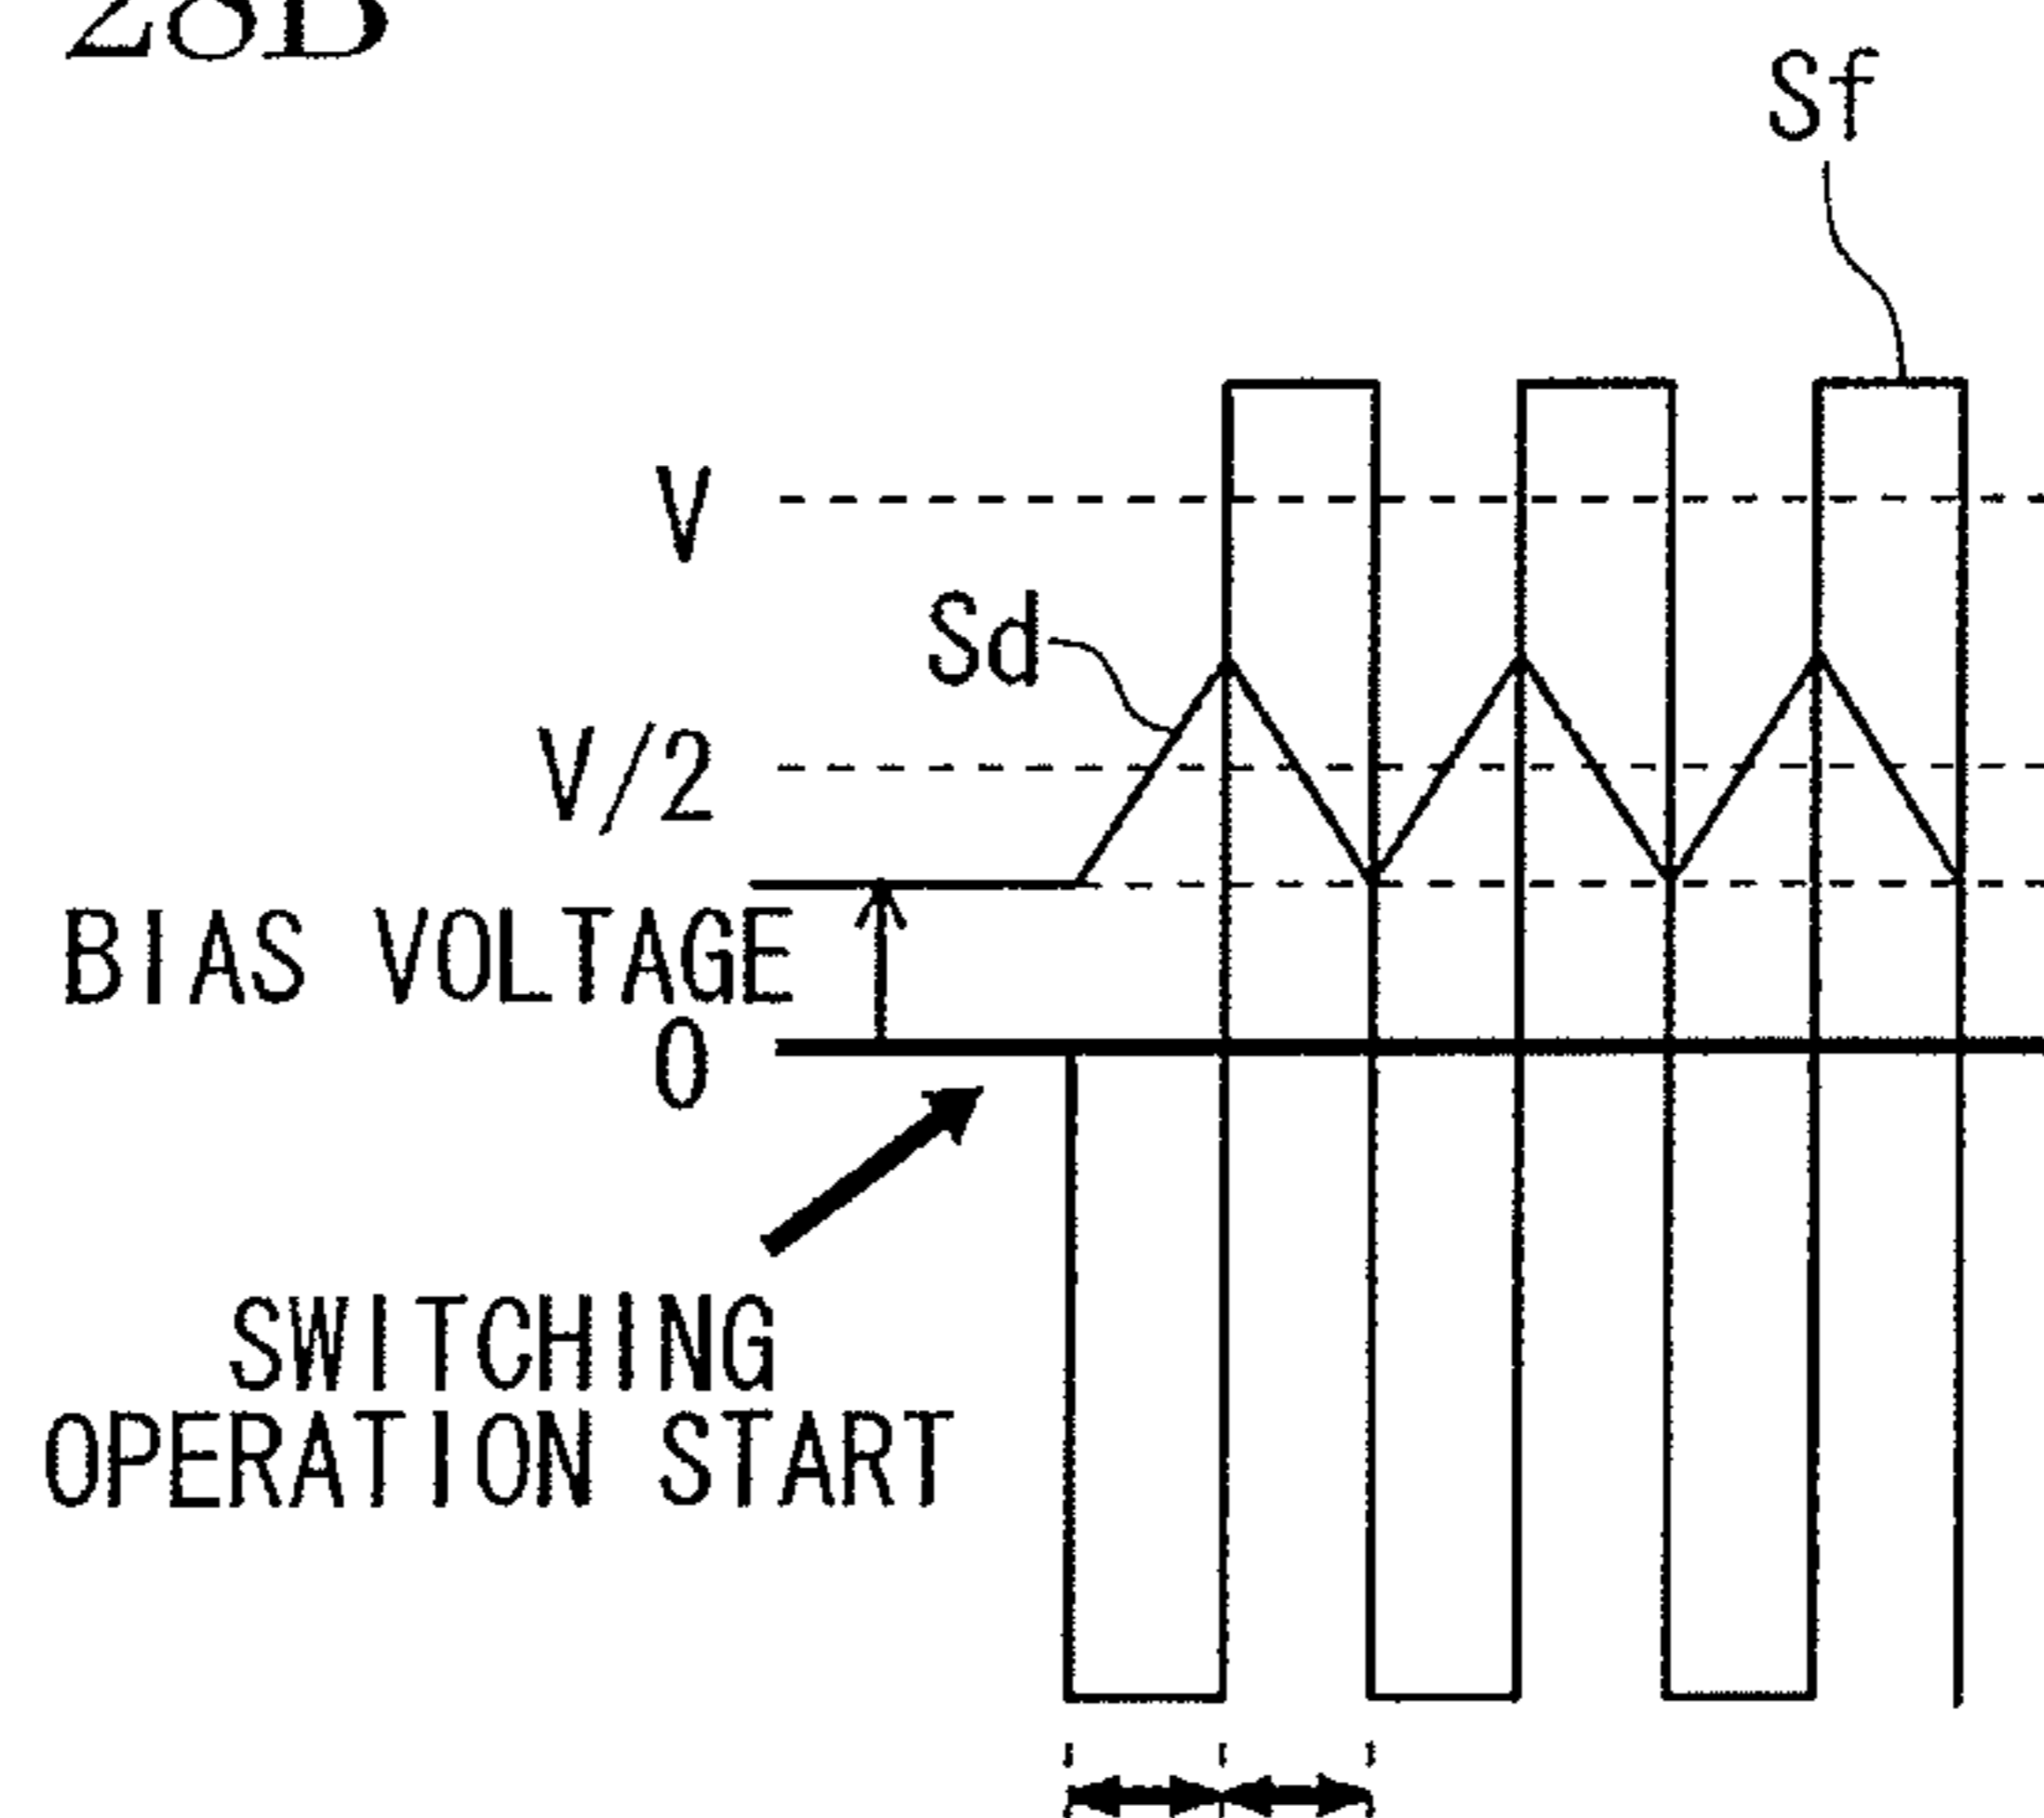 Sf
V
Sd
V/2
BIAS VOLTAGE
0
SWITCHING
OPERATION START